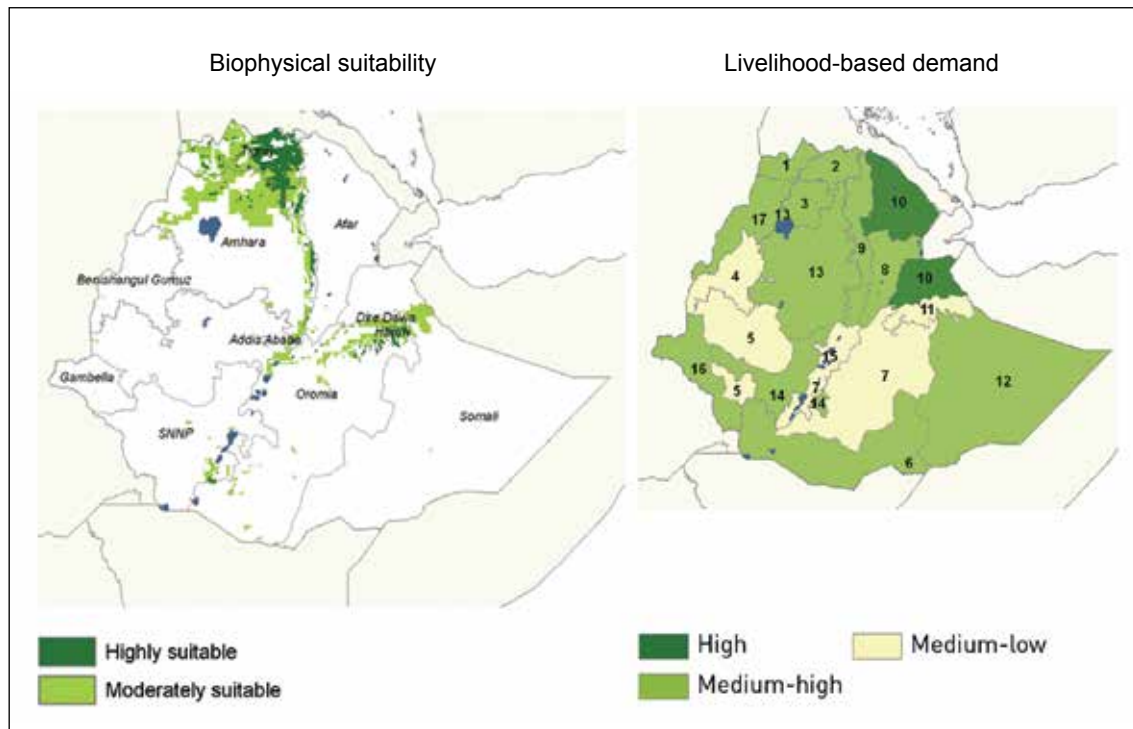 Biophysical suitability
Livelihood-based demand
Tigray
Afar
Amhara
Benishangul Gumuz
Dire Dawa
Harari
Addis Ababa
Gambella
Oromia
Somali
SNNP
1
2
3
10
17
13
9
4
13
8
10
11
5
15
7
16
5
14
7
14
12
6
Highly suitable
Moderately suitable
High
Medium-low
Medium-high